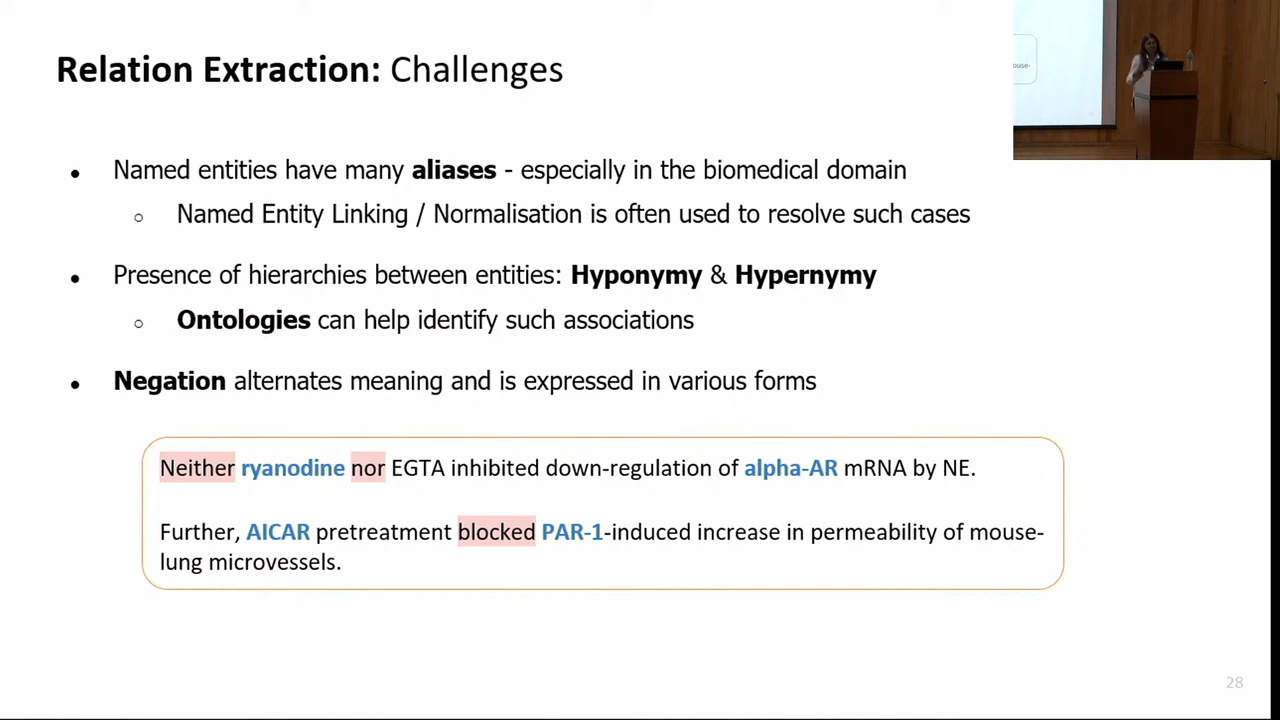 Relation Extraction: Challenges
ouse-
● Named entities have many aliases - especially in the biomedical domain
○ Named Entity Linking / Normalisation is often used to resolve such cases
● Presence of hierarchies between entities: Hyponymy & Hypernymy
○ Ontologies can help identify such associations
● Negation alternates meaning and is expressed in various forms
Neither ryanodine nor EGTA inhibited down-regulation of alpha-AR mRNA by NE.
Further, AICAR pretreatment blocked PAR-1-induced increase in permeability of mouse-
lung microvessels.
28